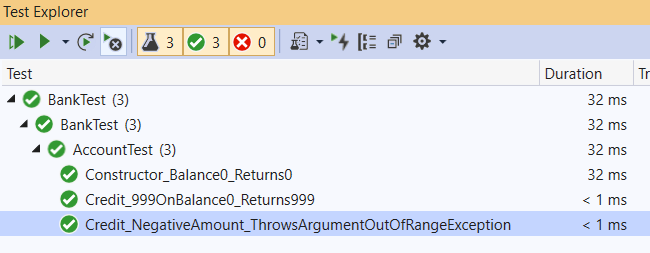 Test Explorer
3 3 0
Test Duration Tr
BankTest (3) 32 ms
BankTest (3) 32 ms
AccountTest (3) 32 ms
Constructor_Balance0_Returns0 32 ms
Credit_999OnBalance0_Returns999 < 1 ms
Credit_NegativeAmount_ThrowsArgumentOutOfRangeException < 1 ms